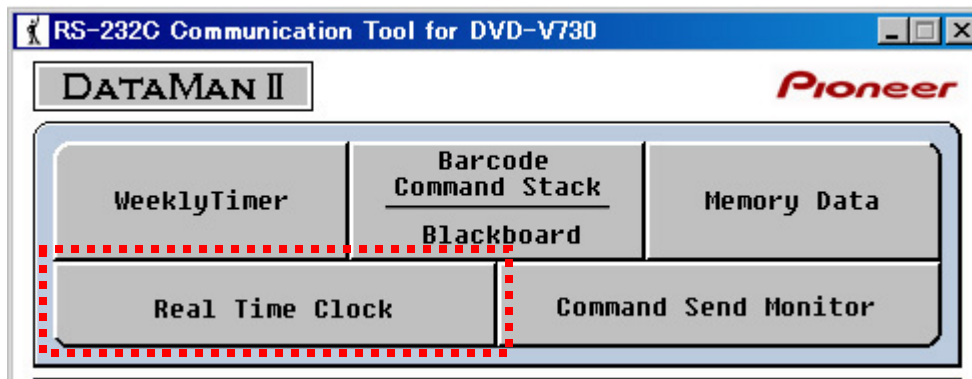 RS-232C Communication Tool for DVD-V730
DATAMAN II
Pioneer
WeeklyTimer
Barcode
Command Stack
Blackboard
Memory Data
Real Time Clock
Command Send Monitor